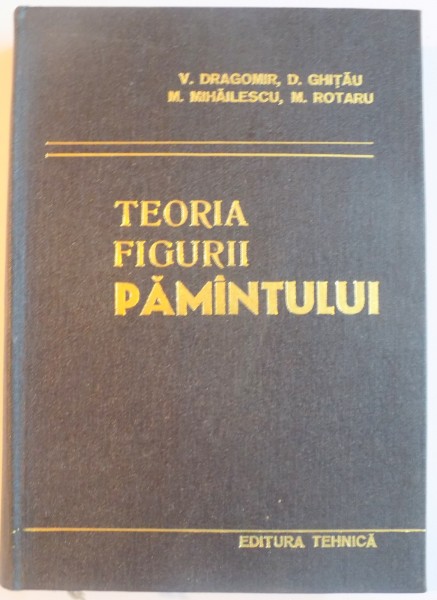 V. DRAGOMIR, D. GHIȚĂU
M. MIHĂILESCU, M. ROTARU
TEORIA
FIGURII
PĂMÎNTULUI
EDITURA TEHNICĂ